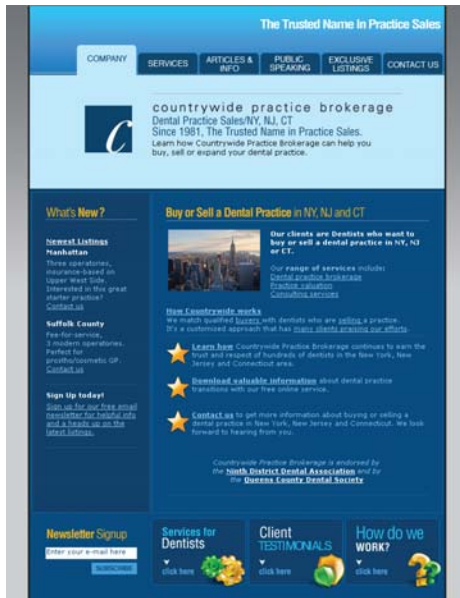 The Trusted Name in Practice Sales
COMPANY
SERVICES
ARTICLES &
INFO
PUBLIC
SPEAKING
EXCLUSIVE
LISTINGS
CONTACT US
c
countrywide practice brokerage
Dental Practice Sales/NY, NJ, CT
Since 1981, The Trusted Name in Practice Sales.
Learn how Countrywide Practice Brokerage can help you
buy, sell or expand your dental practice.
What's New?
Newest Listings
Manhattan
Three operatories,
insurance-based on
Upper West Side.
Interested in this great
starter practice?
Contact us
Suffolk County
Fee-for-service,
3 modern operatories.
Perfect for
prostho/cosmetic GP.
Contact us
Sign Up today!
Sign up for our free email
newsletter for helpful info
and a heads up on the
latest listings.
Buy or Sell a Dental Practice in NY, NJ and CT
Our clients are Dentists who want to
buy or sell a dental practice in NY, NJ
or CT.
Our range of services include:
Dental practice brokerage
Practice valuation
Consulting services
How Countrywide works
We match qualified buyers with dentists who are selling a practice.
It's a customized approach that has many clients praising our efforts.
Learn how Countrywide Practice Brokerage continues to earn the
trust and respect of hundreds of dentists in the New York, New
Jersey and Connecticut area.
Download valuable information about dental practice
transitions with our free online service.
Contact us to get more information about buying or selling a
dental practice in New York, New Jersey and Connecticut. We look
forward to hearing from you.
Countrywide Practice Brokerage is endorsed by
the Ninth District Dental Association and by
the Queens County Dental Society
Newsletter Signup
Enter your e-mail here
SUBSCRIBE
Services for
Dentists
click here
Client
TESTIMONIALS
click here
How do we
WORK?
click here